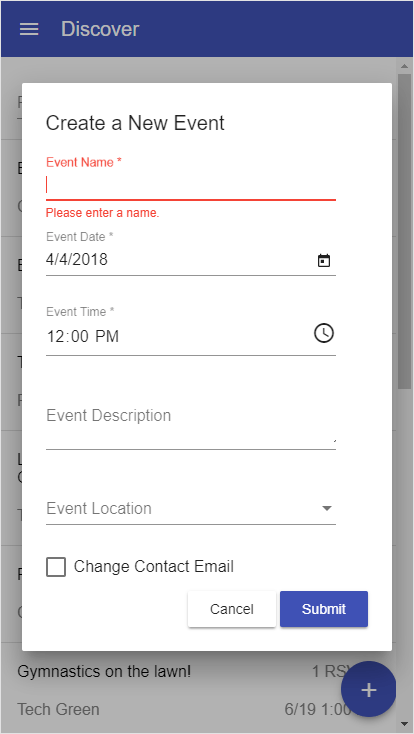 Discover
Create a New Event
Event Name *
Please enter a name.
Event Date *
4/4/2018
Event Time *
12:00 PM
Event Description
Event Location
Change Contact Email
Cancel
Submit
Gymnastics on the lawn!
1 RSV
Tech Green
6/19 1:00
+